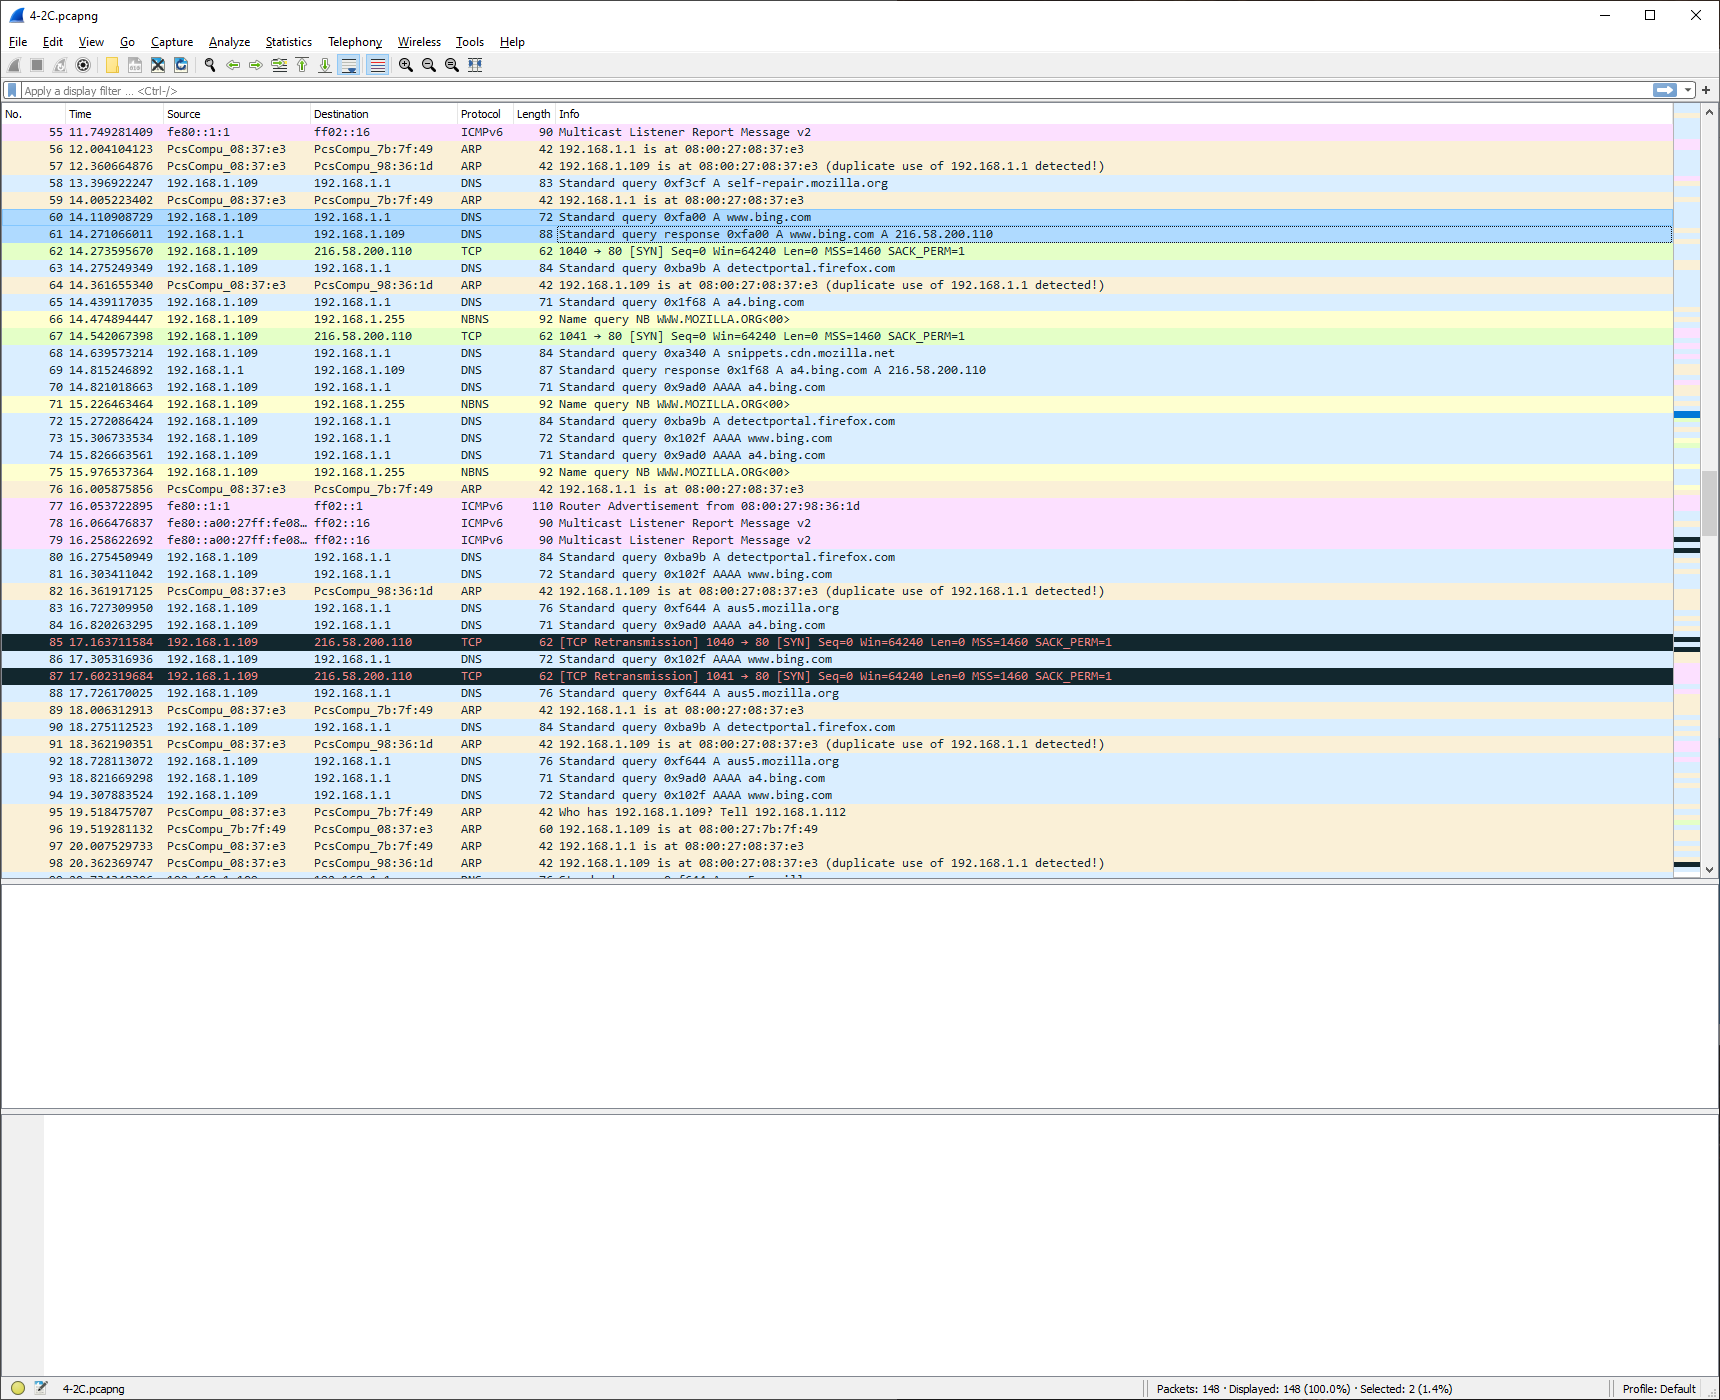 4-2C.pcapng
File Edit View Go Capture Analyze Statistics Telephony Wireless Tools Help
Apply a display filter ... <Ctrl-/>
No. Time Source Destination Protocol Length Info
55 11.749281409 fe80::1:1 ff02::16 ICMPv6 90 Multicast Listener Report Message v2
56 12.004104123 PcsCompu_08:37:e3 PcsCompu_7b:7f:49 ARP 42 192.168.1.1 is at 08:00:27:08:37:e3
57 12.360664876 PcsCompu_08:37:e3 PcsCompu_98:36:1d ARP 42 192.168.1.109 is at 08:00:27:08:37:e3 (duplicate use of 192.168.1.1 detected!)
58 13.396922247 192.168.1.109 192.168.1.1 DNS 83 Standard query 0xf3cf A self-repair.mozilla.org
59 14.005223402 PcsCompu_08:37:e3 PcsCompu_7b:7f:49 ARP 42 192.168.1.1 is at 08:00:27:08:37:e3
60 14.110908729 192.168.1.109 192.168.1.1 DNS 72 Standard query 0xfa00 A www.bing.com
61 14.271066011 192.168.1.1 192.168.1.109 DNS 88 Standard query response 0xfa00 A www.bing.com A 216.58.200.110
62 14.273595670 192.168.1.109 216.58.200.110 TCP 62 1040 → 80 [SYN] Seq=0 Win=64240 Len=0 MSS=1460 SACK_PERM=1
63 14.275249349 192.168.1.109 192.168.1.1 DNS 84 Standard query 0xba9b A detectportal.firefox.com
64 14.361655340 PcsCompu_08:37:e3 PcsCompu_98:36:1d ARP 42 192.168.1.109 is at 08:00:27:08:37:e3 (duplicate use of 192.168.1.1 detected!)
65 14.439117035 192.168.1.109 192.168.1.1 DNS 71 Standard query 0x1f68 A a4.bing.com
66 14.474894447 192.168.1.109 192.168.1.255 NBNS 92 Name query NB WWW.MOZILLA.ORG<00>
67 14.542067398 192.168.1.109 216.58.200.110 TCP 62 1041 → 80 [SYN] Seq=0 Win=64240 Len=0 MSS=1460 SACK_PERM=1
68 14.639573214 192.168.1.109 192.168.1.1 DNS 84 Standard query 0xa340 A snippets.cdn.mozilla.net
69 14.815246892 192.168.1.1 192.168.1.109 DNS 87 Standard query response 0x1f68 A a4.bing.com A 216.58.200.110
70 14.821018663 192.168.1.109 192.168.1.1 DNS 71 Standard query 0x9ad0 AAAA a4.bing.com
71 15.226463464 192.168.1.109 192.168.1.255 NBNS 92 Name query NB WWW.MOZILLA.ORG<00>
72 15.272086424 192.168.1.109 192.168.1.1 DNS 84 Standard query 0xba9b A detectportal.firefox.com
73 15.306733534 192.168.1.109 192.168.1.1 DNS 72 Standard query 0x102f AAAA www.bing.com
74 15.826663561 192.168.1.109 192.168.1.1 DNS 71 Standard query 0x9ad0 AAAA a4.bing.com
75 15.976537364 192.168.1.109 192.168.1.255 NBNS 92 Name query NB WWW.MOZILLA.ORG<00>
76 16.005875856 PcsCompu_08:37:e3 PcsCompu_7b:7f:49 ARP 42 192.168.1.1 is at 08:00:27:08:37:e3
77 16.053722895 fe80::1:1 ff02::1 ICMPv6 110 Router Advertisement from 08:00:27:98:36:1d
78 16.066476837 fe80::a00:27ff:fe08… ff02::16 ICMPv6 90 Multicast Listener Report Message v2
79 16.258622692 fe80::a00:27ff:fe08… ff02::16 ICMPv6 90 Multicast Listener Report Message v2
80 16.275450949 192.168.1.109 192.168.1.1 DNS 84 Standard query 0xba9b A detectportal.firefox.com
81 16.303411042 192.168.1.109 192.168.1.1 DNS 72 Standard query 0x102f AAAA www.bing.com
82 16.361917125 PcsCompu_08:37:e3 PcsCompu_98:36:1d ARP 42 192.168.1.109 is at 08:00:27:08:37:e3 (duplicate use of 192.168.1.1 detected!)
83 16.727309950 192.168.1.109 192.168.1.1 DNS 76 Standard query 0xf644 A aus5.mozilla.org
84 16.820263295 192.168.1.109 192.168.1.1 DNS 71 Standard query 0x9ad0 AAAA a4.bing.com
85 17.163711584 192.168.1.109 216.58.200.110 TCP 62 [TCP Retransmission] 1040 → 80 [SYN] Seq=0 Win=64240 Len=0 MSS=1460 SACK_PERM=1
86 17.305316936 192.168.1.109 192.168.1.1 DNS 72 Standard query 0x102f AAAA www.bing.com
87 17.602319684 192.168.1.109 216.58.200.110 TCP 62 [TCP Retransmission] 1041 → 80 [SYN] Seq=0 Win=64240 Len=0 MSS=1460 SACK_PERM=1
88 17.726170025 192.168.1.109 192.168.1.1 DNS 76 Standard query 0xf644 A aus5.mozilla.org
89 18.006312913 PcsCompu_08:37:e3 PcsCompu_7b:7f:49 ARP 42 192.168.1.1 is at 08:00:27:08:37:e3
90 18.275112523 192.168.1.109 192.168.1.1 DNS 84 Standard query 0xba9b A detectportal.firefox.com
91 18.362190351 PcsCompu_08:37:e3 PcsCompu_98:36:1d ARP 42 192.168.1.109 is at 08:00:27:08:37:e3 (duplicate use of 192.168.1.1 detected!)
92 18.728113072 192.168.1.109 192.168.1.1 DNS 76 Standard query 0xf644 A aus5.mozilla.org
93 18.821669298 192.168.1.109 192.168.1.1 DNS 71 Standard query 0x9ad0 AAAA a4.bing.com
94 19.307883524 192.168.1.109 192.168.1.1 DNS 72 Standard query 0x102f AAAA www.bing.com
95 19.518475707 PcsCompu_08:37:e3 PcsCompu_7b:7f:49 ARP 42 Who has 192.168.1.109? Tell 192.168.1.112
96 19.519281132 PcsCompu_7b:7f:49 PcsCompu_08:37:e3 ARP 60 192.168.1.109 is at 08:00:27:7b:7f:49
97 20.007529733 PcsCompu_08:37:e3 PcsCompu_7b:7f:49 ARP 42 192.168.1.1 is at 08:00:27:08:37:e3
98 20.362369747 PcsCompu_08:37:e3 PcsCompu_98:36:1d ARP 42 192.168.1.109 is at 08:00:27:08:37:e3 (duplicate use of 192.168.1.1 detected!)
4-2C.pcapng
Packets: 148 · Displayed: 148 (100.0%) · Selected: 2 (1.4%)
Profile: Default